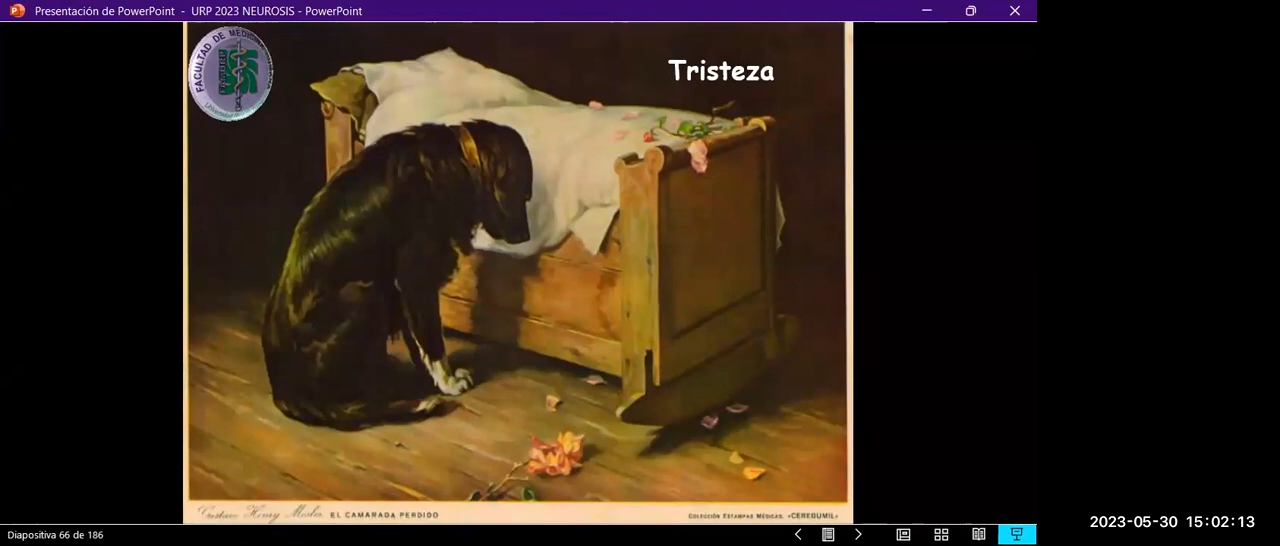 Presentación de PowerPoint - URP 2023 NEUROSIS - PowerPoint
FACULTAD DE MEDICINA
Tristeza
EL CAMARADA PERDIDO
COLECCIÓN ESTAMPAS MÉDICAS. «CEREBUMIL»
Diapositiva 66 de 186
2023-05-30 15:02:13